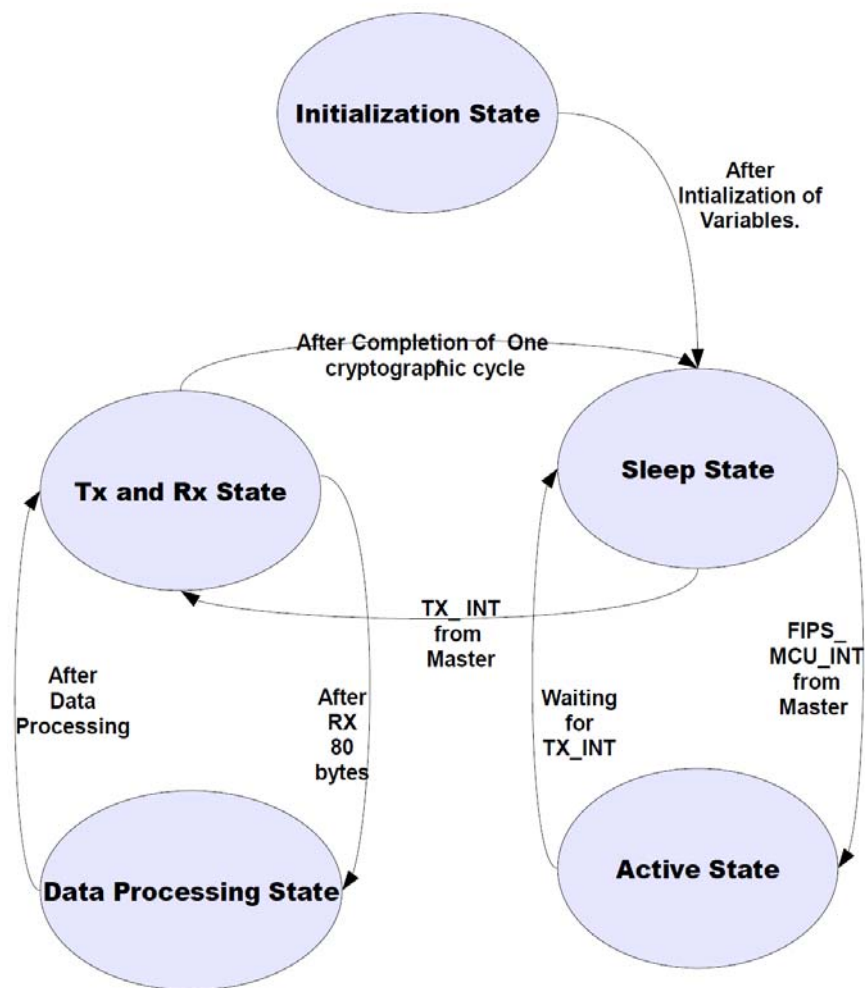 Initialization State
After
Intialization of
Variables.
After Completion of One
cryptographic cycle
Tx and Rx State
Sleep State
TX_INT
from
Master
FIPS_
MCU_INT
from
Master
After
Data
Processing
After
RX
80
bytes
Waiting
for
TX_INT
Data Processing State
Active State